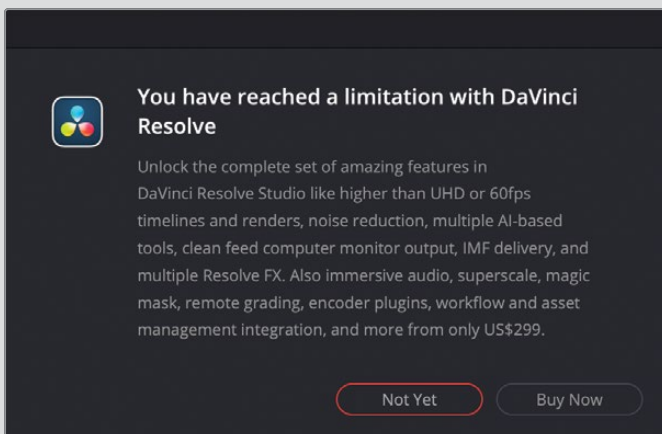 You have reached a limitation with DaVinci
Resolve
Unlock the complete set of amazing features in
DaVinci Resolve Studio like higher than UHD or 60fps
timelines and renders, noise reduction, multiple AI-based
tools, clean feed computer monitor output, IMF delivery, and
multiple Resolve FX. Also immersive audio, superscale, magic
mask, remote grading, encoder plugins, workflow and asset
management integration, and more from only US$299.
Not Yet
Buy Now